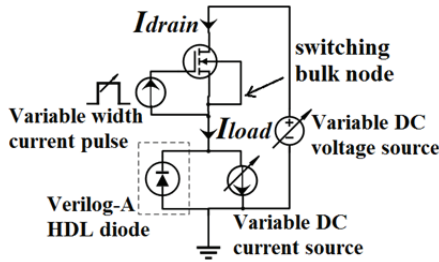 Idrain
switching
bulk node
Variable width
current pulse
Iload
Variable DC
voltage source
+
-
Verilog-A
HDL diode
Variable DC
current source